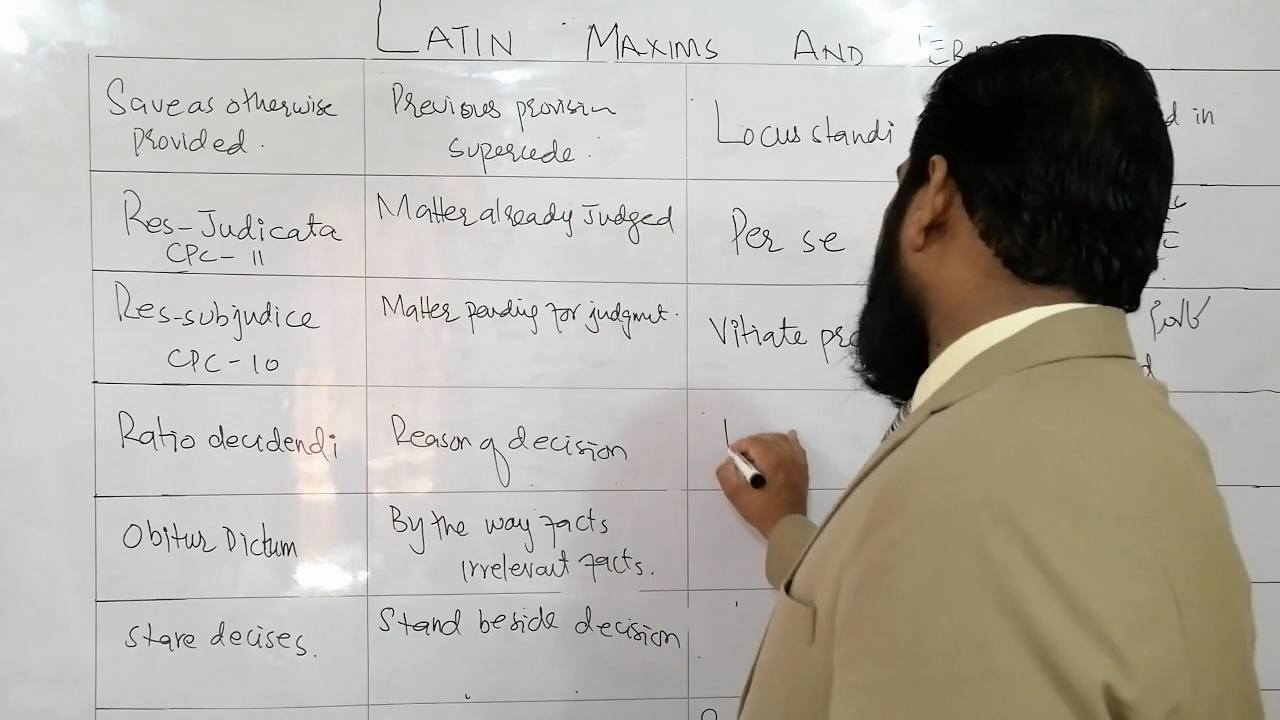 LATIN MAXIMS AND
Save as otherwise
provided.
Previous provision
supercede.
Locus standi
in
Res-Judicata
CPC-11
Matter already Judged
Per se
Res-subjudice
CPC-10
Matter pending for judgmut.
Vitiate
Ratio decidendi
Reason of decision
Obitur Dictum
By the way facts
irrelevant facts.
Stare decises.
Stand beside decision